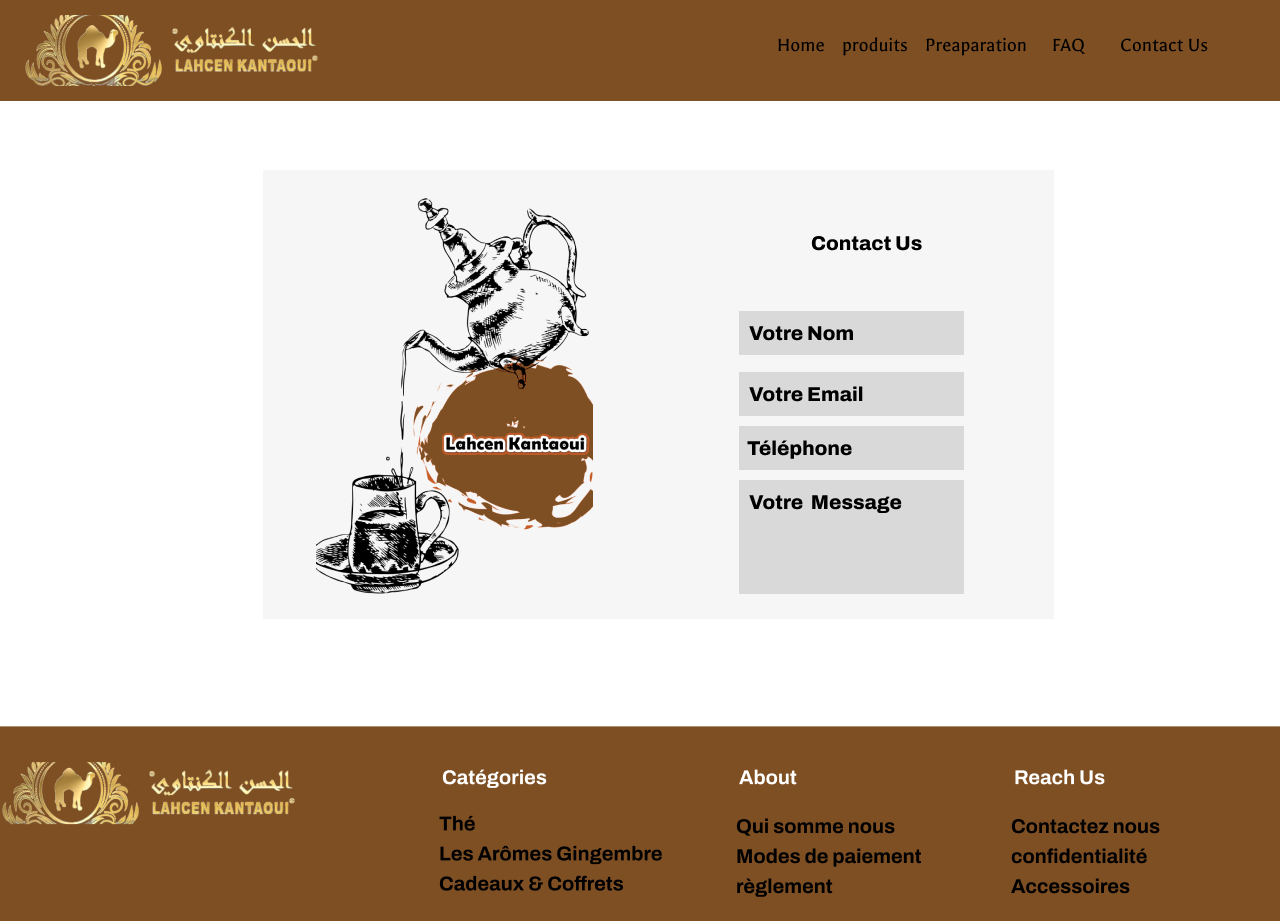 الحسن الكنتاوي
LAHCEN KANTAOUI
Home produits Preaparation FAQ Contact Us
Contact Us
Votre Nom
Votre Email
Téléphone
Votre Message
Lahcen Kantaoui
الحسن الكنتاوي
LAHCEN KANTAOUI
Catégories
Thé
Les Arômes Gingembre
Cadeaux & Coffrets
About
Qui somme nous
Modes de paiement
règlement
Reach Us
Contactez nous
confidentialité
Accessoires